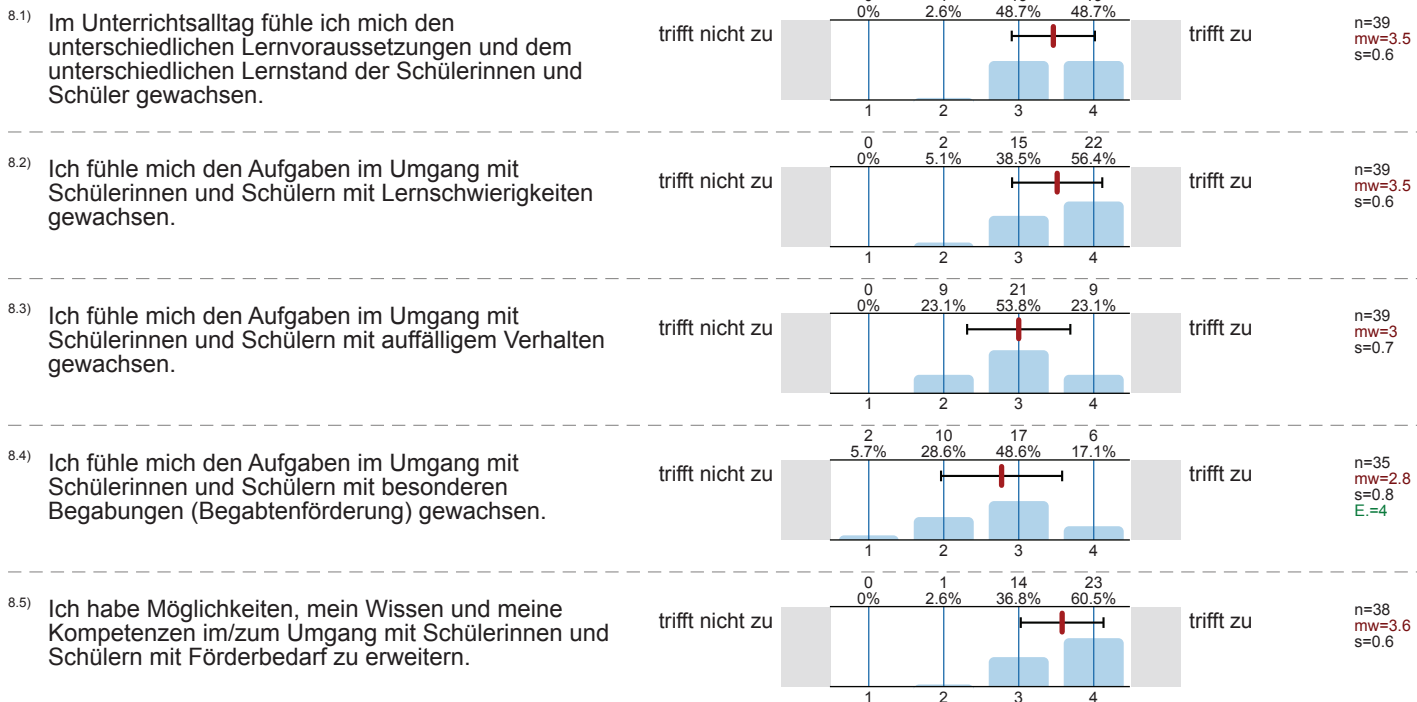 0% 2.6% 48.7% 48.7%
8.1) Im Unterrichtsalltag fühle ich mich den
unterschiedlichen Lernvoraussetzungen und dem
unterschiedlichen Lernstand der Schülerinnen und
Schüler gewachsen.
trifft nicht zu
trifft zu
n=39
mw=3.5
s=0.6
1 2 3 4
0 2 15 22
0% 5.1% 38.5% 56.4%
8.2) Ich fühle mich den Aufgaben im Umgang mit
Schülerinnen und Schülern mit Lernschwierigkeiten
gewachsen.
trifft nicht zu
trifft zu
n=39
mw=3.5
s=0.6
1 2 3 4
0 9 21 9
0% 23.1% 53.8% 23.1%
8.3) Ich fühle mich den Aufgaben im Umgang mit
Schülerinnen und Schülern mit auffälligem Verhalten
gewachsen.
trifft nicht zu
trifft zu
n=39
mw=3
s=0.7
1 2 3 4
2 10 17 6
5.7% 28.6% 48.6% 17.1%
8.4) Ich fühle mich den Aufgaben im Umgang mit
Schülerinnen und Schülern mit besonderen
Begabungen (Begabtenförderung) gewachsen.
trifft nicht zu
trifft zu
n=35
mw=2.8
s=0.8
E.=4
1 2 3 4
0 1 14 23
0% 2.6% 36.8% 60.5%
8.5) Ich habe Möglichkeiten, mein Wissen und meine
Kompetenzen im/zum Umgang mit Schülerinnen und
Schülern mit Förderbedarf zu erweitern.
trifft nicht zu
trifft zu
n=38
mw=3.6
s=0.6
1 2 3 4